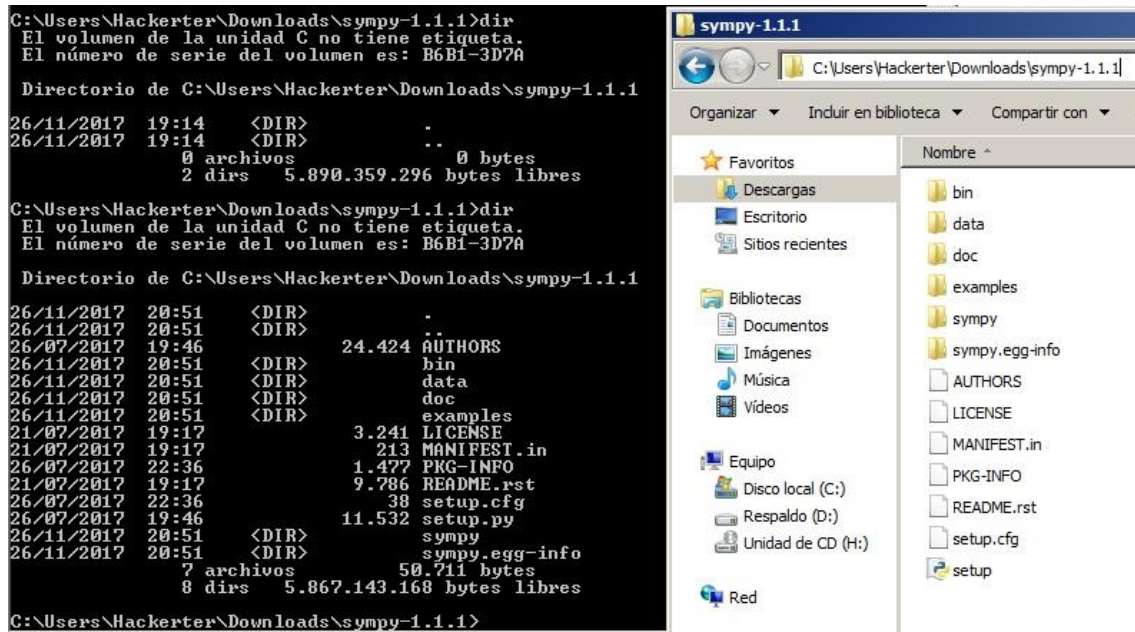 C:\Users\Hackerter\Downloads\sympy-1.1.1>dir
El volumen de la unidad C no tiene etiqueta.
El número de serie del volumen es: B6B1-3D7A
Directorio de C:\Users\Hackerter\Downloads\sympy-1.1.1
26/11/2017 19:14 <DIR> .
26/11/2017 19:14 <DIR> ..
0 archivos 0 bytes
2 dirs 5.890.359.296 bytes libres
C:\Users\Hackerter\Downloads\sympy-1.1.1>dir
El volumen de la unidad C no tiene etiqueta.
El número de serie del volumen es: B6B1-3D7A
Directorio de C:\Users\Hackerter\Downloads\sympy-1.1.1
26/11/2017 20:51 <DIR> .
26/11/2017 20:51 <DIR> ..
26/07/2017 19:46 24.424 AUTHORS
26/11/2017 20:51 <DIR> bin
26/11/2017 20:51 <DIR> data
26/11/2017 20:51 <DIR> doc
26/11/2017 20:51 <DIR> examples
21/07/2017 19:17 3.241 LICENSE
21/07/2017 19:17 213 MANIFEST.in
26/07/2017 22:36 1.477 PKG-INFO
21/07/2017 19:17 9.786 README.rst
26/07/2017 22:36 38 setup.cfg
26/07/2017 19:46 11.532 setup.py
26/11/2017 20:51 <DIR> sympy
26/11/2017 20:51 <DIR> sympy.egg-info
7 archivos 50.711 bytes
8 dirs 5.867.143.168 bytes libres
C:\Users\Hackerter\Downloads\sympy-1.1.1>
sympy-1.1.1
C:\Users\Hackerter\Downloads\sympy-1.1.1
Organizar Incluir en biblioteca Compartir con
Favoritos
Descargas
Escritorio
Sitios recientes
Bibliotecas
Documentos
Imágenes
Música
Vídeos
Equipo
Disco local (C:)
Respaldo (D:)
Unidad de CD (H:)
Red
Nombre
bin
data
doc
examples
sympy
sympy.egg-info
AUTHORS
LICENSE
MANIFEST.in
PKG-INFO
README.rst
setup.cfg
setup